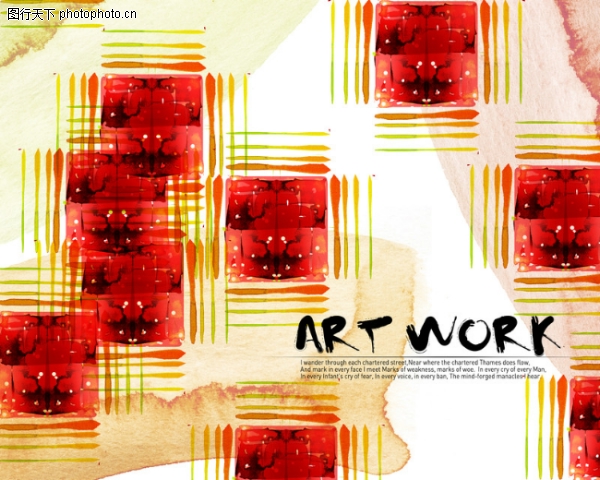 图行天下 photophoto.cn
ART WORK
I wander through each chartered street,Near where the chartered Thames does flow,
And mark in every face I meet Marks of weakness, marks of woe. In every cry of every Man,
In every Infant's cry of fear, In every voice, in every ban, The mind-forged manacles I hear.